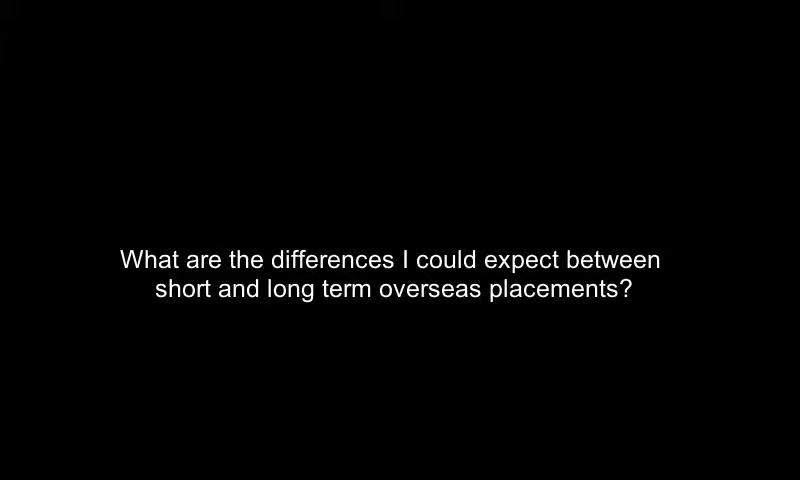 What are the differences I could expect between
short and long term overseas placements?